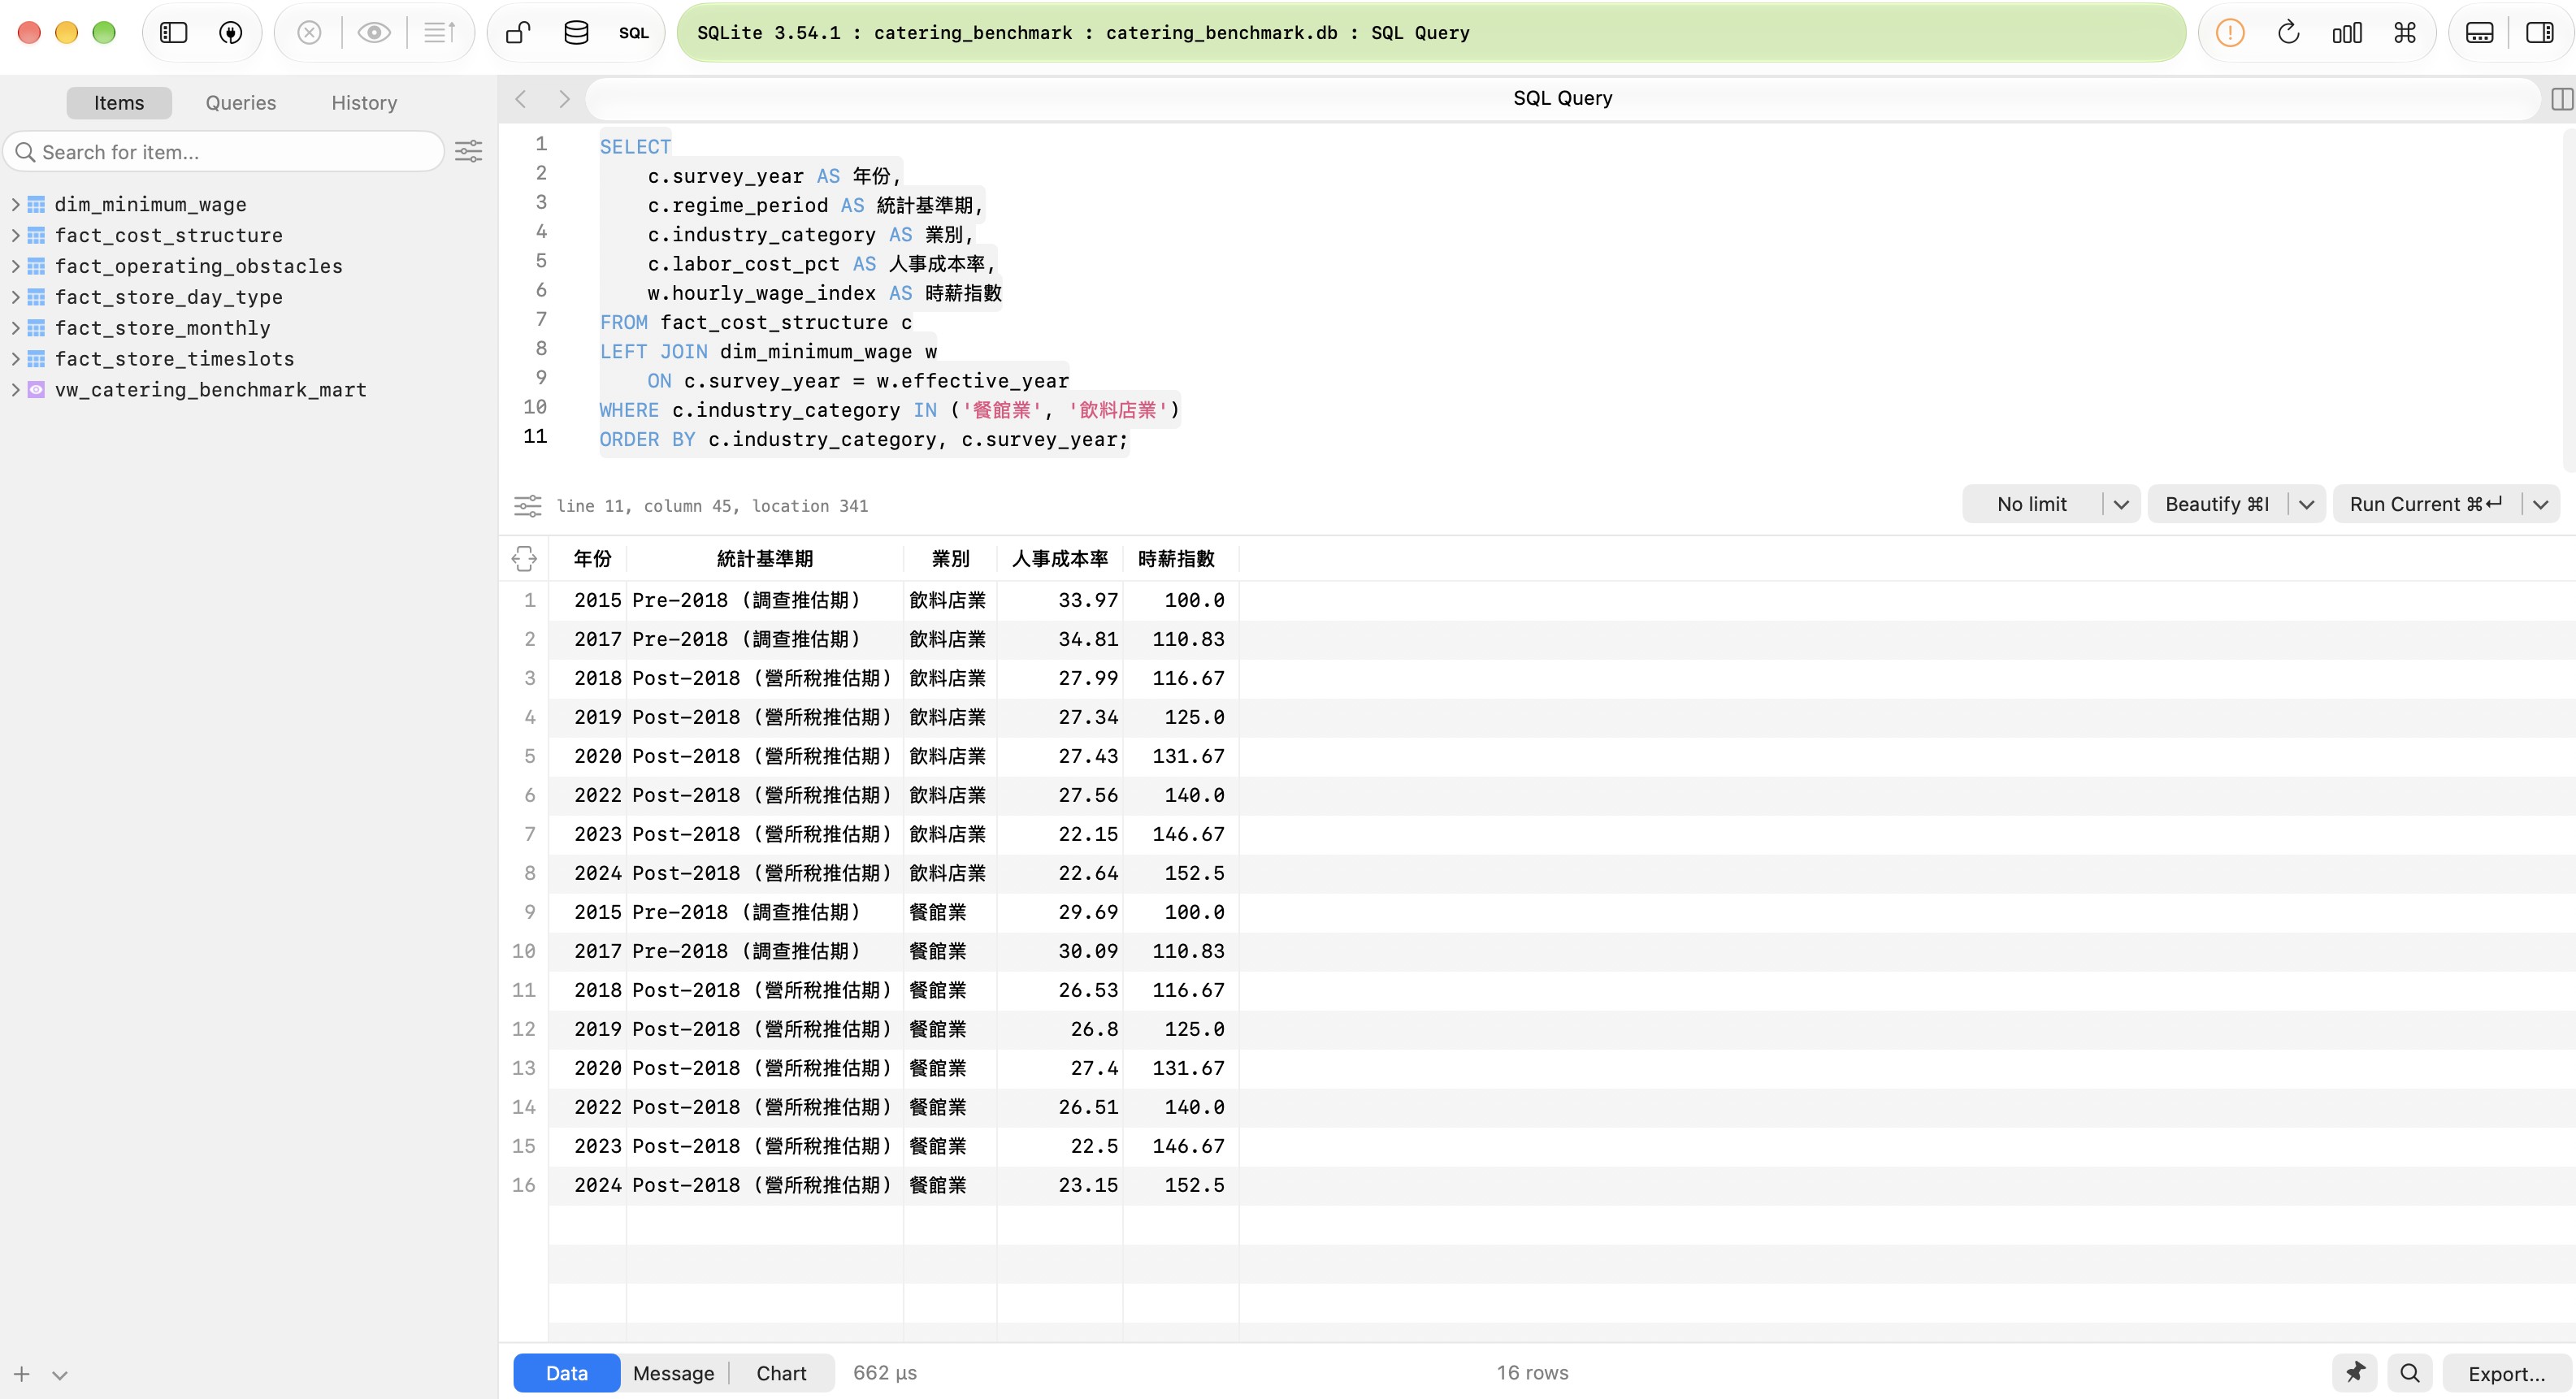 SQL
SQLite 3.54.1 : catering_benchmark : catering_benchmark.db : SQL Query
Items Queries History
Search for item...
dim_minimum_wage
fact_cost_structure
fact_operating_obstacles
fact_store_day_type
fact_store_monthly
fact_store_timeslots
vw_catering_benchmark_mart
SQL Query
1 SELECT
2 c.survey_year AS 年份,
3 c.regime_period AS 統計基準期,
4 c.industry_category AS 業別,
5 c.labor_cost_pct AS 人事成本率,
6 w.hourly_wage_index AS 時薪指數
7 FROM fact_cost_structure c
8 LEFT JOIN dim_minimum_wage w
9 ON c.survey_year = w.effective_year
10 WHERE c.industry_category IN ('餐館業', '飲料店業')
11 ORDER BY c.industry_category, c.survey_year;
line 11, column 45, location 341
No limit Beautify ⌘I Run Current ⌘↵
年份 統計基準期 業別 人事成本率 時薪指數
1 2015 Pre-2018 (調查推估期) 飲料店業 33.97 100.0
2 2017 Pre-2018 (調查推估期) 飲料店業 34.81 110.83
3 2018 Post-2018 (營所稅推估期) 飲料店業 27.99 116.67
4 2019 Post-2018 (營所稅推估期) 飲料店業 27.34 125.0
5 2020 Post-2018 (營所稅推估期) 飲料店業 27.43 131.67
6 2022 Post-2018 (營所稅推估期) 飲料店業 27.56 140.0
7 2023 Post-2018 (營所稅推估期) 飲料店業 22.15 146.67
8 2024 Post-2018 (營所稅推估期) 飲料店業 22.64 152.5
9 2015 Pre-2018 (調查推估期) 餐館業 29.69 100.0
10 2017 Pre-2018 (調查推估期) 餐館業 30.09 110.83
11 2018 Post-2018 (營所稅推估期) 餐館業 26.53 116.67
12 2019 Post-2018 (營所稅推估期) 餐館業 26.8 125.0
13 2020 Post-2018 (營所稅推估期) 餐館業 27.4 131.67
14 2022 Post-2018 (營所稅推估期) 餐館業 26.51 140.0
15 2023 Post-2018 (營所稅推估期) 餐館業 22.5 146.67
16 2024 Post-2018 (營所稅推估期) 餐館業 23.15 152.5
Data Message Chart 662 µs 16 rows Export...